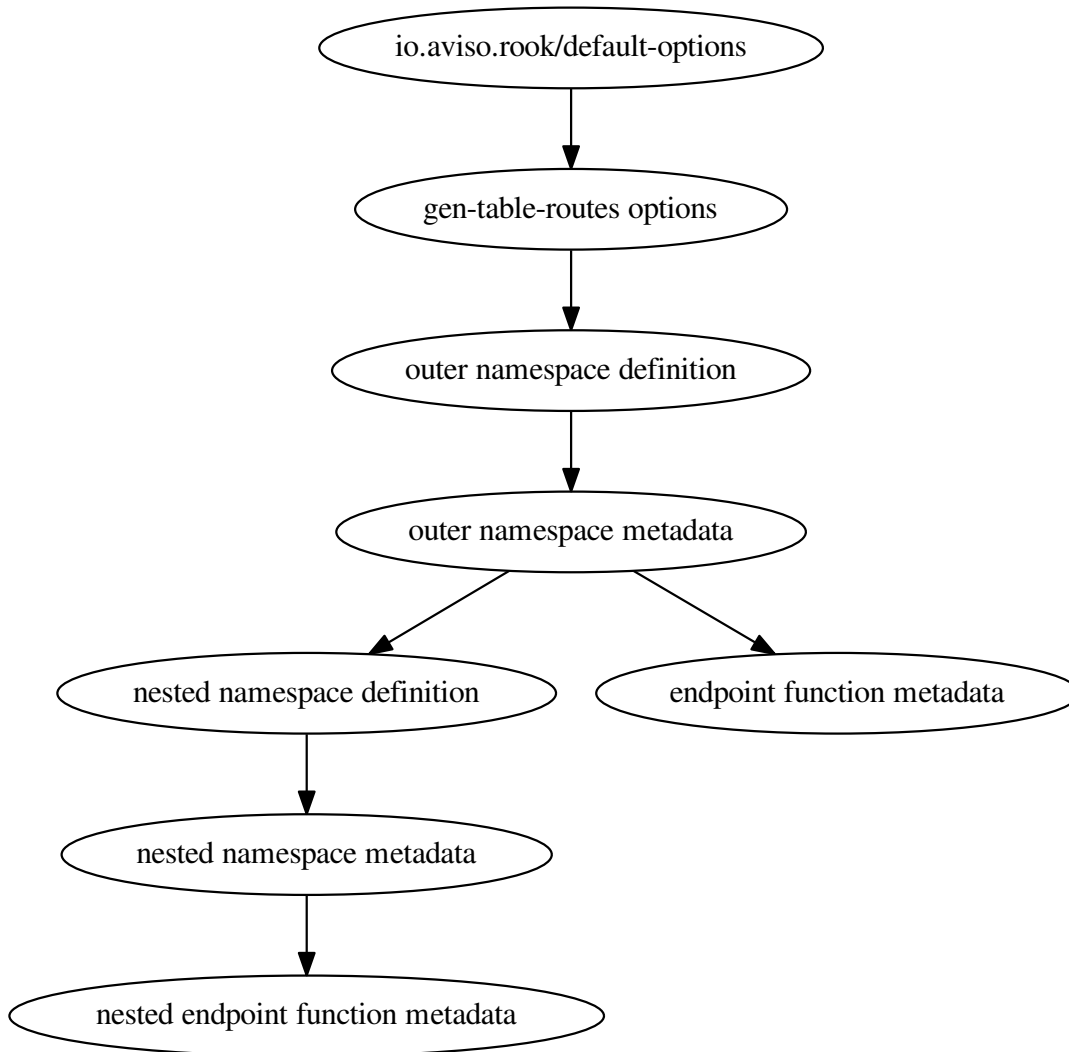 io.aviso.rook/default-options
gen-table-routes options
outer namespace definition
outer namespace metadata
nested namespace definition
endpoint function metadata
nested namespace metadata
nested endpoint function metadata